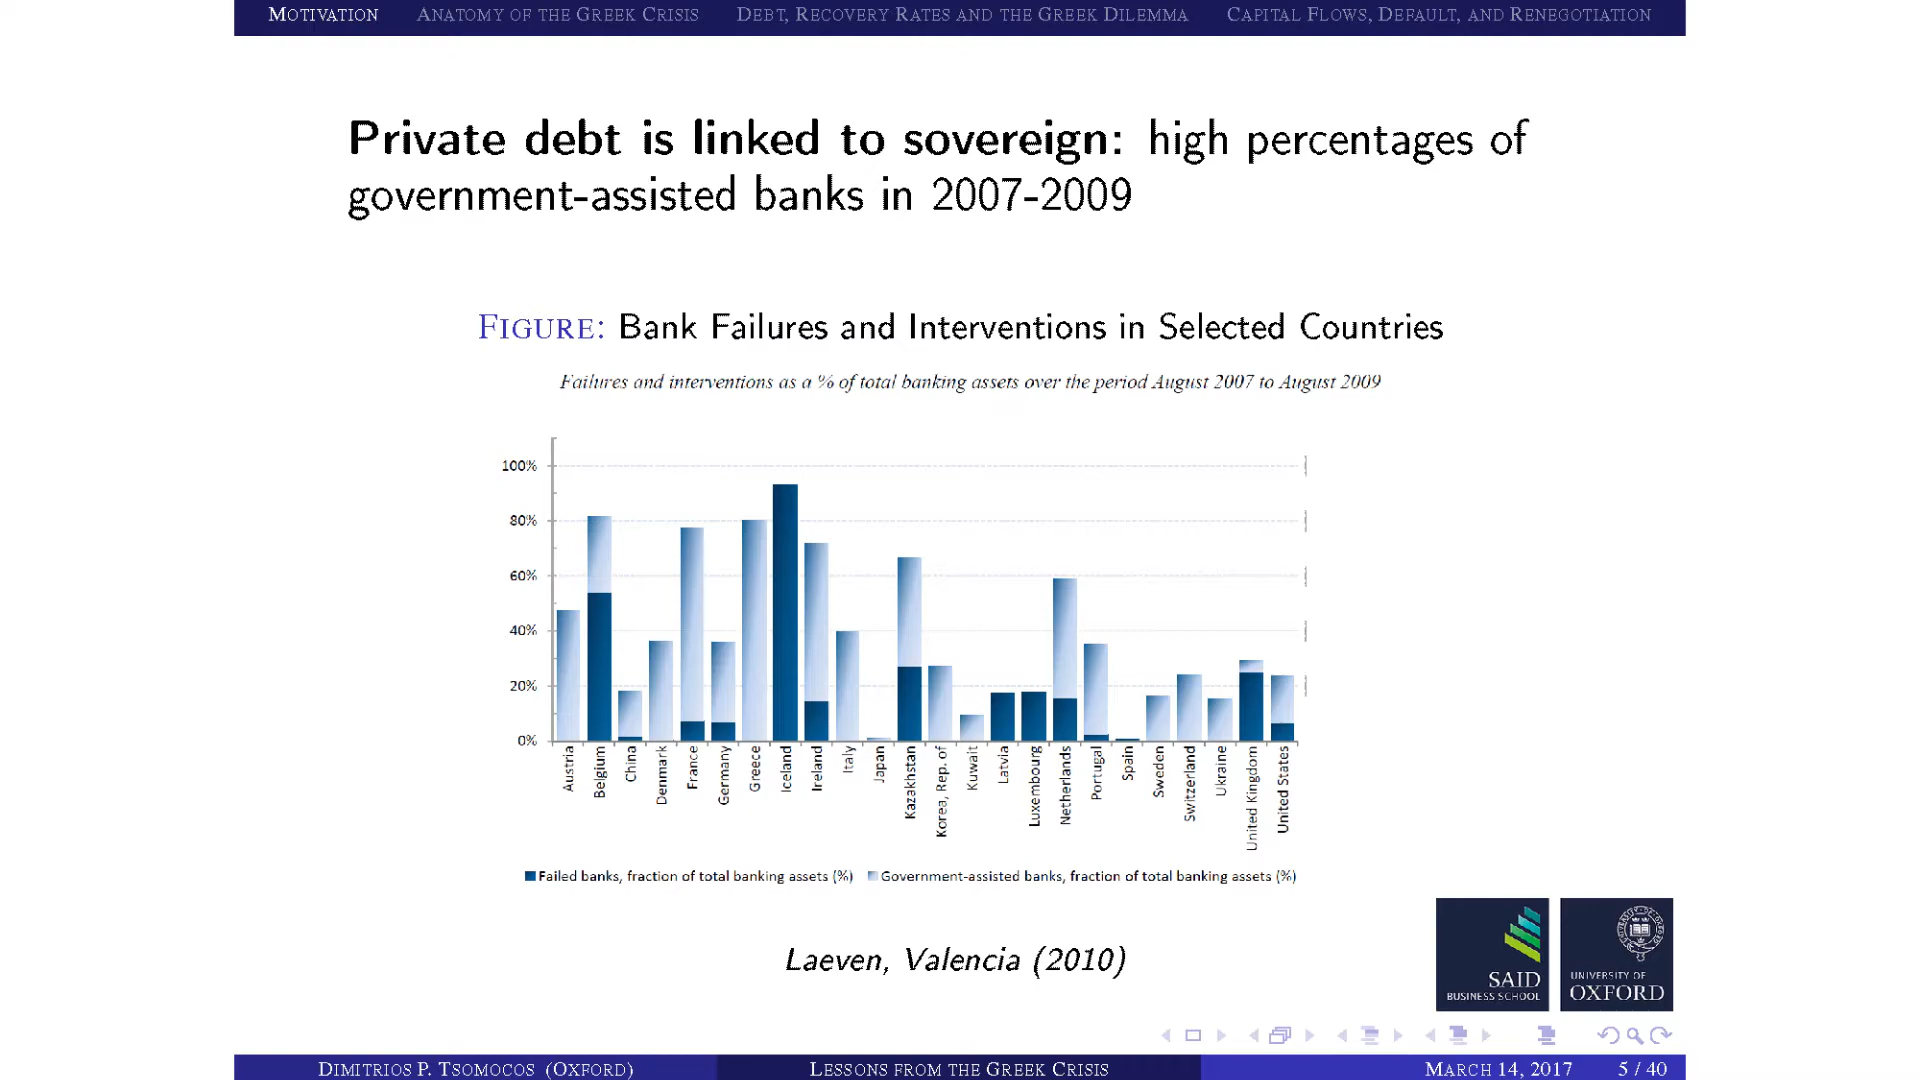 MOTIVATION ANATOMY OF THE GREEK CRISIS DEBT, RECOVERY RATES AND THE GREEK DILEMMA CAPITAL FLOWS, DEFAULT, AND RENEGOTIATION
Private debt is linked to sovereign: high percentages of
government-assisted banks in 2007-2009
FIGURE: Bank Failures and Interventions in Selected Countries
Failures and interventions as a % of total banking assets over the period August 2007 to August 2009
100%
80%
60%
40%
20%
0%
Austria
Belgium
China
Denmark
France
Germany
Greece
Iceland
Ireland
Italy
Japan
Kazakhstan
Korea, Rep. of
Kuwait
Latvia
Luxembourg
Netherlands
Portugal
Spain
Sweden
Switzerland
Ukraine
United Kingdom
United States
Failed banks, fraction of total banking assets (%) Government-assisted banks, fraction of total banking assets (%)
Laeven, Valencia (2010)
SAID
BUSINESS SCHOOL
UNIVERSITY OF
OXFORD
DIMITRIOS P. TSOMOCOS (OXFORD) LESSONS FROM THE GREEK CRISIS MARCH 14, 2017 5 / 40